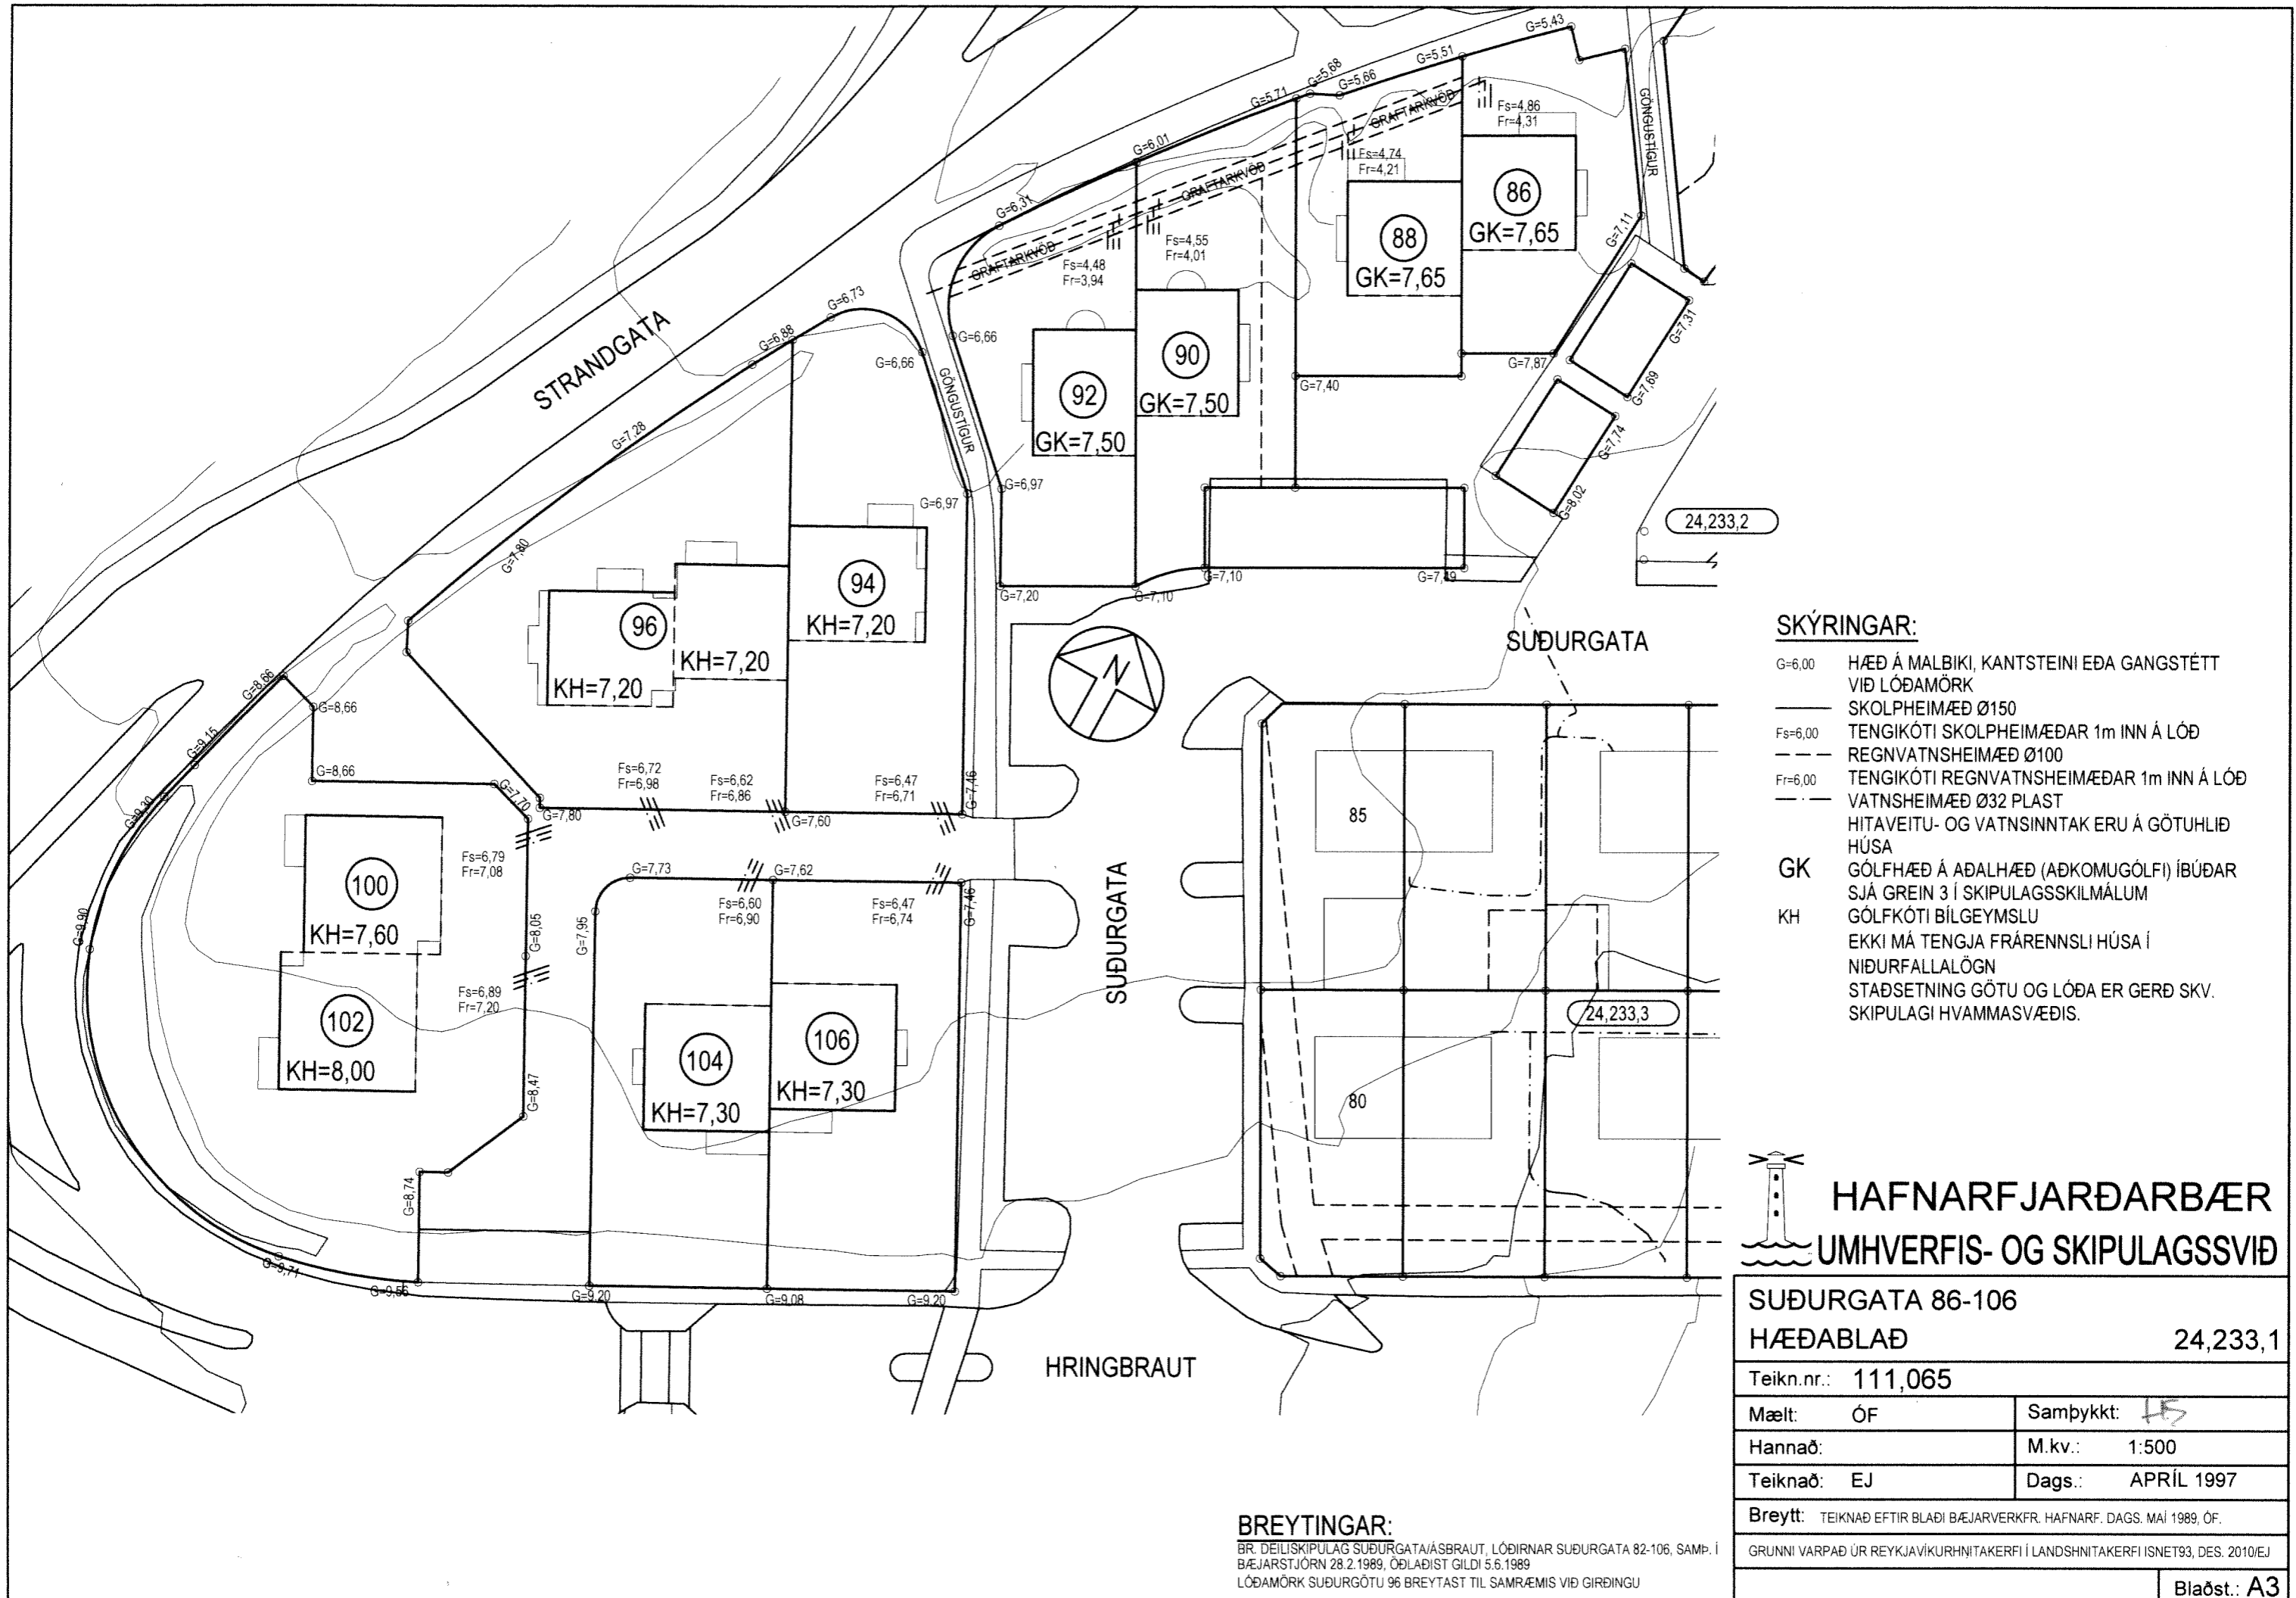 G=5,43
G=5,51
G=5,68
G=5,66
G=5,71
GRAFTARKVÖÐ
Fs=4,86
Fr=4,31
GÖNGUSTÍGUR
G=6,01
Fs=4,74
Fr=4,21
GRAFTARKVÖÐ
86
GK=7,65
88
GK=7,65
G=6,31
G=7,11
Fs=4,55
Fr=4,01
GRAFTARKVÖÐ
Fs=4,48
Fr=3,94
G=6,73
G=6,88
G=6,66
G=6,66
G=7,31
STRANDGATA
GÖNGUSTÍGUR
90
GK=7,50
92
GK=7,50
G=7,87
G=7,40
G=7,69
G=7,28
G=7,74
G=6,97
G=6,97
G=8,02
24,233,2
G=7,80
94
KH=7,20
96
KH=7,20
KH=7,20
G=7,20
G=7,10
G=7,10
G=7,49
N
SUÐURGATA
G=8,66
G=8,66
G=9,15
G=8,66
G=9,30
G=7,70
G=7,80
Fs=6,72
Fr=6,98
Fs=6,62
Fr=6,86
Fs=6,47
Fr=6,71
G=7,46
G=7,60
85
Fs=6,79
Fr=7,08
100
KH=7,60
G=7,73
G=7,62
Fs=6,60
Fr=6,90
Fs=6,47
Fr=6,74
G=7,46
G=9,90
G=8,05
G=7,95
SUÐURGATA
Fs=6,89
Fr=7,20
102
KH=8,00
24,233,3
104
KH=7,30
106
KH=7,30
G=8,47
80
G=8,74
G=9,71
G=9,56
G=9,20
G=9,08
G=9,20
HRINGBRAUT
SKÝRINGAR:
G=6,00 HÆÐ Á MALBIKI, KANTSTEINI EÐA GANGSTÉTT
VIÐ LÓÐAMÖRK
SKOLPHEIMÆÐ Ø150
Fs=6,00 TENGIKÓTI SKOLPHEIMÆÐAR 1m INN Á LÓÐ
REGNVATNSHEIMÆÐ Ø100
Fr=6,00 TENGIKÓTI REGNVATNSHEIMÆÐAR 1m INN Á LÓÐ
VATNSHEIMÆÐ Ø32 PLAST
HITAVEITU- OG VATNSINNTAK ERU Á GÖTUHLIÐ
HÚSA
GK GÓLFHÆÐ Á AÐALHÆÐ (AÐKOMUGÓLFI) ÍBÚÐAR
SJÁ GREIN 3 Í SKIPULAGSSKILMÁLUM
KH GÓLFKÓTI BÍLGEYMSLU
EKKI MÁ TENGJA FRÁRENNSLI HÚSA Í
NIÐURFALLALÖGN
STAÐSETNING GÖTU OG LÓÐA ER GERÐ SKV.
SKIPULAGI HVAMMASVÆÐIS.
HAFNARFJARÐARBÆR
UMHVERFIS- OG SKIPULAGSSVIÐ
SUÐURGATA 86-106
HÆÐABLAÐ 24,233,1
Teikn.nr.: 111,065
Mælt: ÓF Samþykkt:
Hannað: M.kv.: 1:500
Teiknað: EJ Dags.: APRÍL 1997
Breytt: TEIKNAÐ EFTIR BLAÐI BÆJARVERKFR. HAFNARF. DAGS. MAÍ 1989, ÓF.
GRUNNI VARPAÐ ÚR REYKJAVÍKURHNITAKERFI Í LANDSHNITAKERFI ISNET93, DES. 2010/EJ
Blaðst.: A3
BREYTINGAR:
BR. DEILISKIPULAG SUÐURGATA/ÁSBRAUT, LÓÐIRNAR SUÐURGATA 82-106, SAMÞ. Í
BÆJARSTJÓRN 28.2.1989, ÖÐLAÐIST GILDI 5.6.1989
LÓÐAMÖRK SUÐURGÖTU 96 BREYTAST TIL SAMRÆMIS VIÐ GIRÐINGU